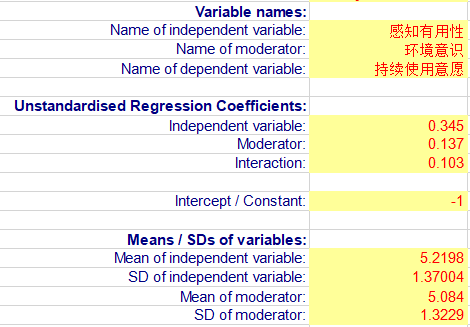 Variable names:
Name of independent variable: 感知有用性
Name of moderator: 环境意识
Name of dependent variable: 持续使用意愿
Unstandardised Regression Coefficients:
Independent variable: 0.345
Moderator: 0.137
Interaction: 0.103
Intercept / Constant: -1
Means / SDs of variables:
Mean of independent variable: 5.2198
SD of independent variable: 1.37004
Mean of moderator: 5.084
SD of moderator: 1.3229